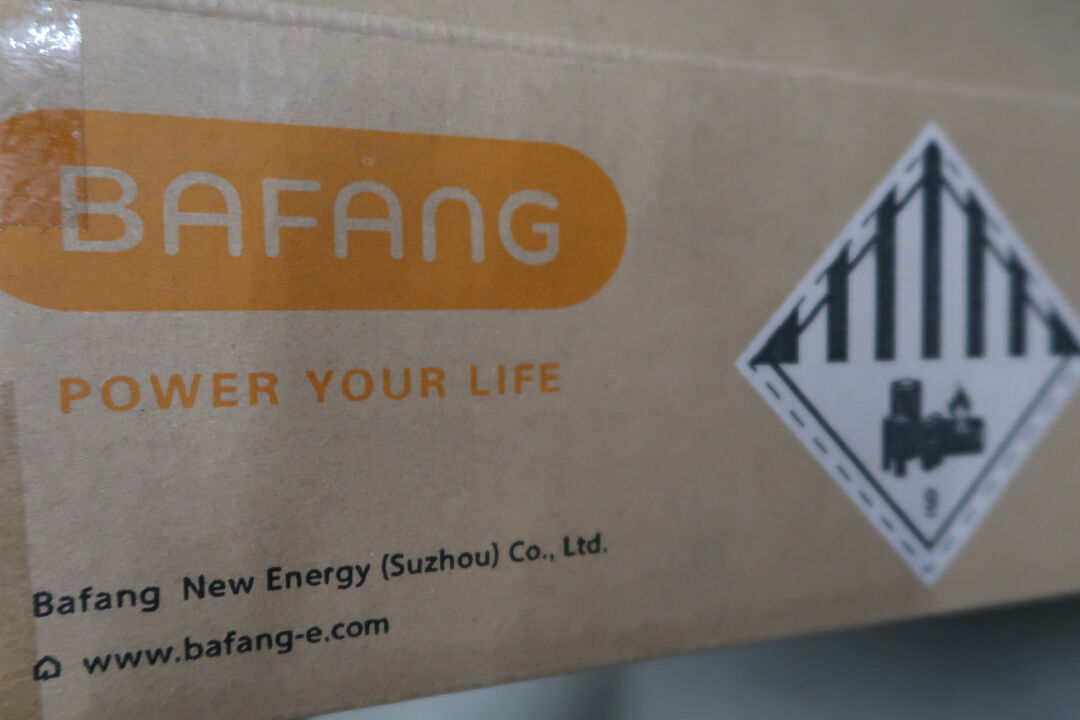 BAFANG
POWER YOUR LIFE
Bafang New Energy (Suzhou) Co., Ltd.
www.bafang-e.com
9